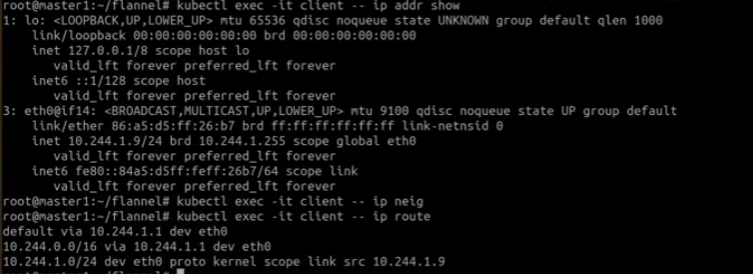 root@master1:~/flannel# kubectl exec -it client -- ip addr show
1: lo: <LOOPBACK,UP,LOWER_UP> mtu 65536 qdisc noqueue state UNKNOWN group default qlen 1000
    link/loopback 00:00:00:00:00:00 brd 00:00:00:00:00:00
    inet 127.0.0.1/8 scope host lo
       valid_lft forever preferred_lft forever
    inet6 ::1/128 scope host
       valid_lft forever preferred_lft forever
3: eth0@if14: <BROADCAST,MULTICAST,UP,LOWER_UP> mtu 9100 qdisc noqueue state UP group default
    link/ether 86:a5:d5:ff:26:b7 brd ff:ff:ff:ff:ff:ff link-netnsid 0
    inet 10.244.1.9/24 brd 10.244.1.255 scope global eth0
       valid_lft forever preferred_lft forever
    inet6 fe80::84a5:d5ff:feff:26b7/64 scope link
       valid_lft forever preferred_lft forever
root@master1:~/flannel# kubectl exec -it client -- ip neig
root@master1:~/flannel# kubectl exec -it client -- ip route
default via 10.244.1.1 dev eth0
10.244.0.0/16 via 10.244.1.1 dev eth0
10.244.1.0/24 dev eth0 proto kernel scope link src 10.244.1.9